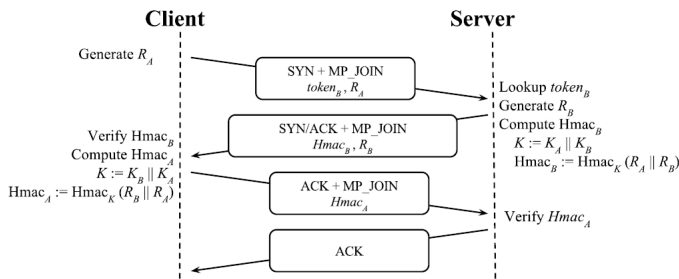 Client
Server
Generate R_A
SYN + MP_JOIN
token_B, R_A
Lookup token_B
Generate R_B
Compute Hmac_B
K := K_A || K_B
Hmac_B := Hmac_K (R_A || R_B)
SYN/ACK + MP_JOIN
Hmac_B, R_B
Verify Hmac_B
Compute Hmac_A
K := K_B || K_A
Hmac_A := Hmac_K (R_B || R_A)
ACK + MP_JOIN
Hmac_A
Verify Hmac_A
ACK